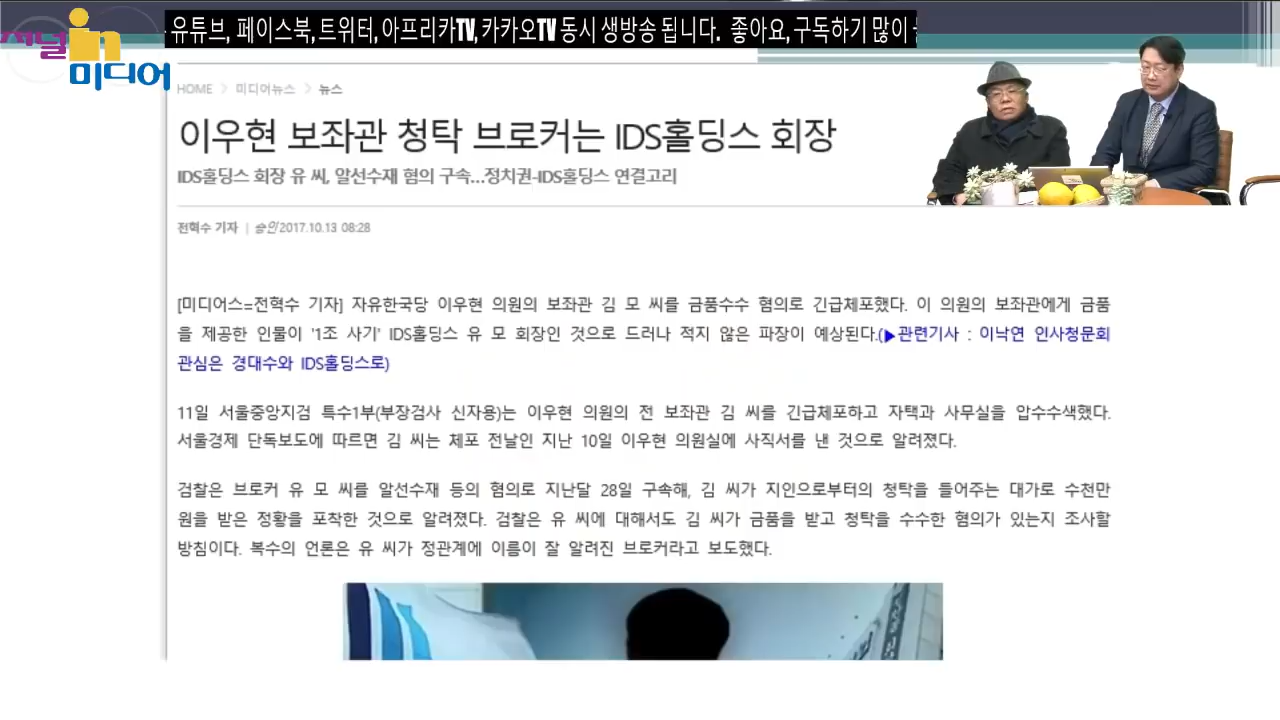 유튜브, 페이스북, 트위터, 아프리카TV, 카카오TV 동시 생방송 됩니다. 좋아요, 구독하기 많이
저널
in
미디어
HOME > 미디어뉴스 > 뉴스
이우현 보좌관 청탁 브로커는 IDS홀딩스 회장
IDS홀딩스 회장 유 씨, 알선수재 혐의 구속...정치권-IDS홀딩스 연결고리
전혁수 기자 | 승인 2017.10.13 08:28
[미디어스=전혁수 기자] 자유한국당 이우현 의원의 보좌관 김 모 씨를 금품수수 혐의로 긴급체포했다. 이 의원의 보좌관에게 금품
을 제공한 인물이 '1조 사기' IDS홀딩스 유 모 회장인 것으로 드러나 적지 않은 파장이 예상된다.(▶관련기사 : 이낙연 인사청문회
관심은 경대수와 IDS홀딩스로)
11일 서울중앙지검 특수1부(부장검사 신자용)는 이우현 의원의 전 보좌관 김 씨를 긴급체포하고 자택과 사무실을 압수수색했다.
서울경제 단독보도에 따르면 김 씨는 체포 전날인 지난 10일 이우현 의원실에 사직서를 낸 것으로 알려졌다.
검찰은 브로커 유 모 씨를 알선수재 등의 혐의로 지난달 28일 구속해, 김 씨가 지인으로부터의 청탁을 들어주는 대가로 수천만
원을 받은 정황을 포착한 것으로 알려졌다. 검찰은 유 씨에 대해서도 김 씨가 금품을 받고 청탁을 수수한 혐의가 있는지 조사할
방침이다. 복수의 언론은 유 씨가 정관계에 이름이 잘 알려진 브로커라고 보도했다.